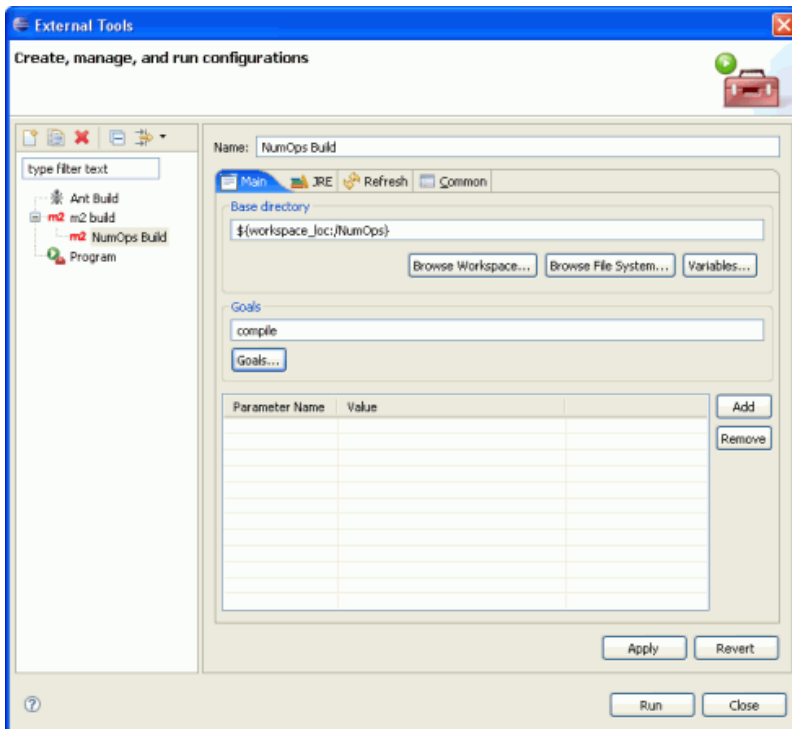 External Tools
Create, manage, and run configurations
type filter text
Ant Build
m2 m2 build
m2 NumOps Build
Program
Name: NumOps Build
Main JRE Refresh Common
Base directory
${workspace_loc:/NumOps}
Browse Workspace... Browse File System... Variables...
Goals
compile
Goals...
Parameter Name Value
Add
Remove
Apply Revert
? Run Close